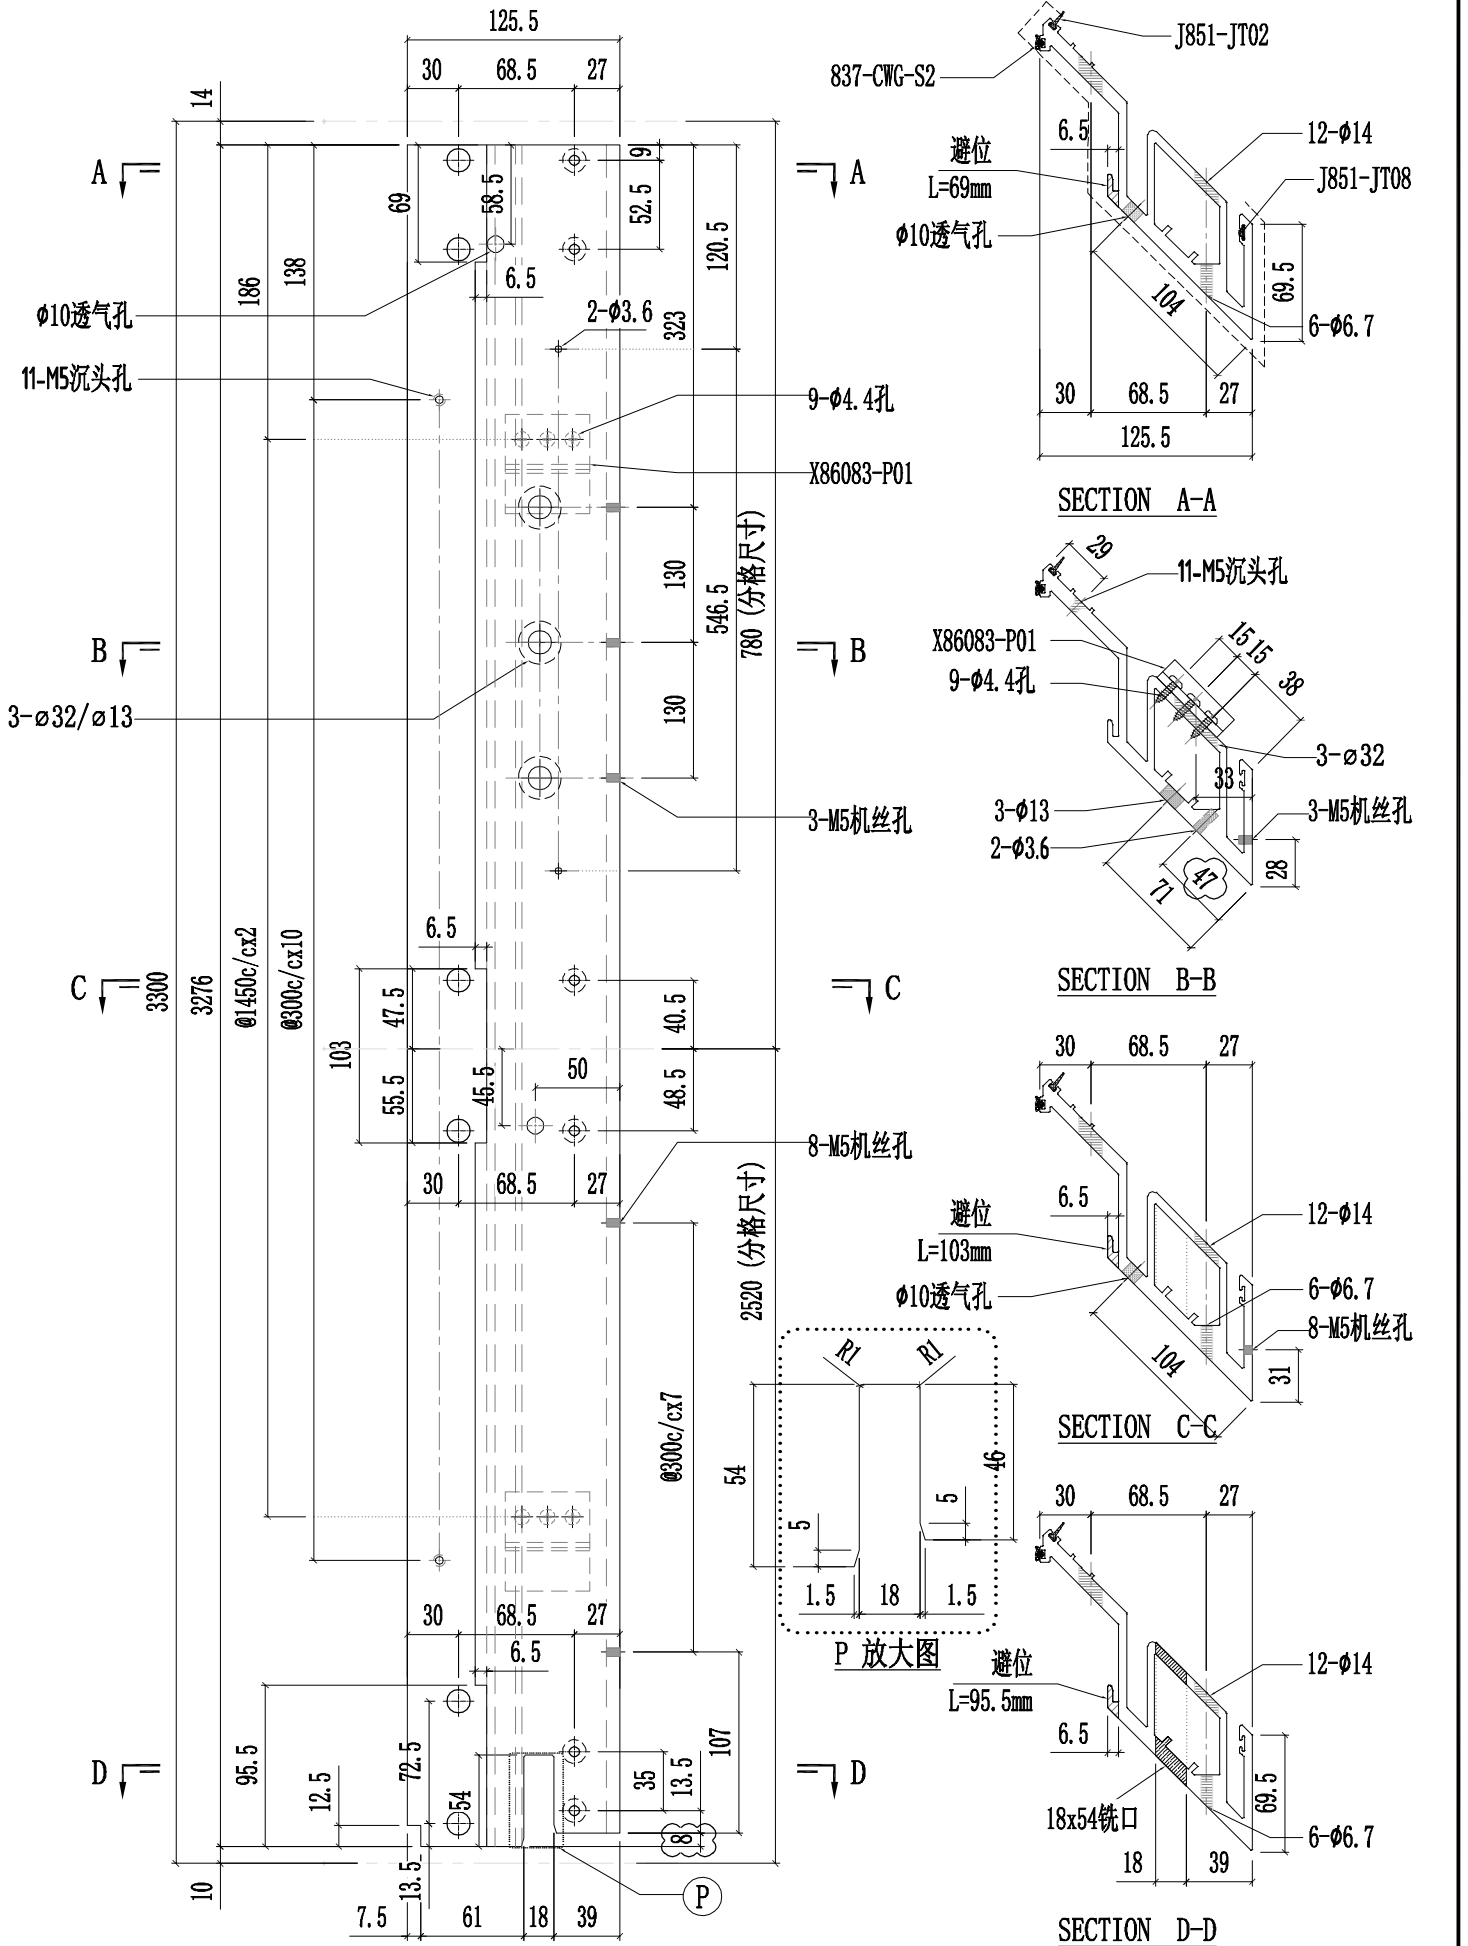 125.5
30
68.5
27
14
A
A
69
58.5
9
52.5
120.5
138
186
6.5
2-φ3.6
323
φ10透气孔
11-M5沉头孔
9-φ4.4孔
X86083-P01
130
546.5
780 (分格尺寸)
B
B
130
3-⌀32/⌀13
3-M5机丝孔
6.5
C
C
3300
3276
@1450c/cx2
@300c/cx10
103
47.5
55.5
40.5
45.5
50
48.5
8-M5机丝孔
30
68.5
27
2520 (分格尺寸)
@300c/cx7
30
68.5
27
6.5
D
D
95.5
12.5
72.5
54
35
13.5
107
8
10
13.5
P
7.5
61
18
39
R1
R1
54
46
5
5
1.5
18
1.5
P 放大图
J851-JT02
837-CWG-S2
6.5
避位
L=69mm
φ10透气孔
12-φ14
J851-JT08
104
69.5
6-φ6.7
30
68.5
27
125.5
SECTION A-A
29
11-M5沉头孔
X86083-P01
9-φ4.4孔
15
15
38
3-⌀32
33
3-φ13
2-φ3.6
3-M5机丝孔
71
47
28
SECTION B-B
30
68.5
27
6.5
避位
L=103mm
φ10透气孔
12-φ14
6-φ6.7
8-M5机丝孔
104
31
SECTION C-C
30
68.5
27
避位
L=95.5mm
6.5
12-φ14
18x54铣口
69.5
6-φ6.7
18
39
SECTION D-D